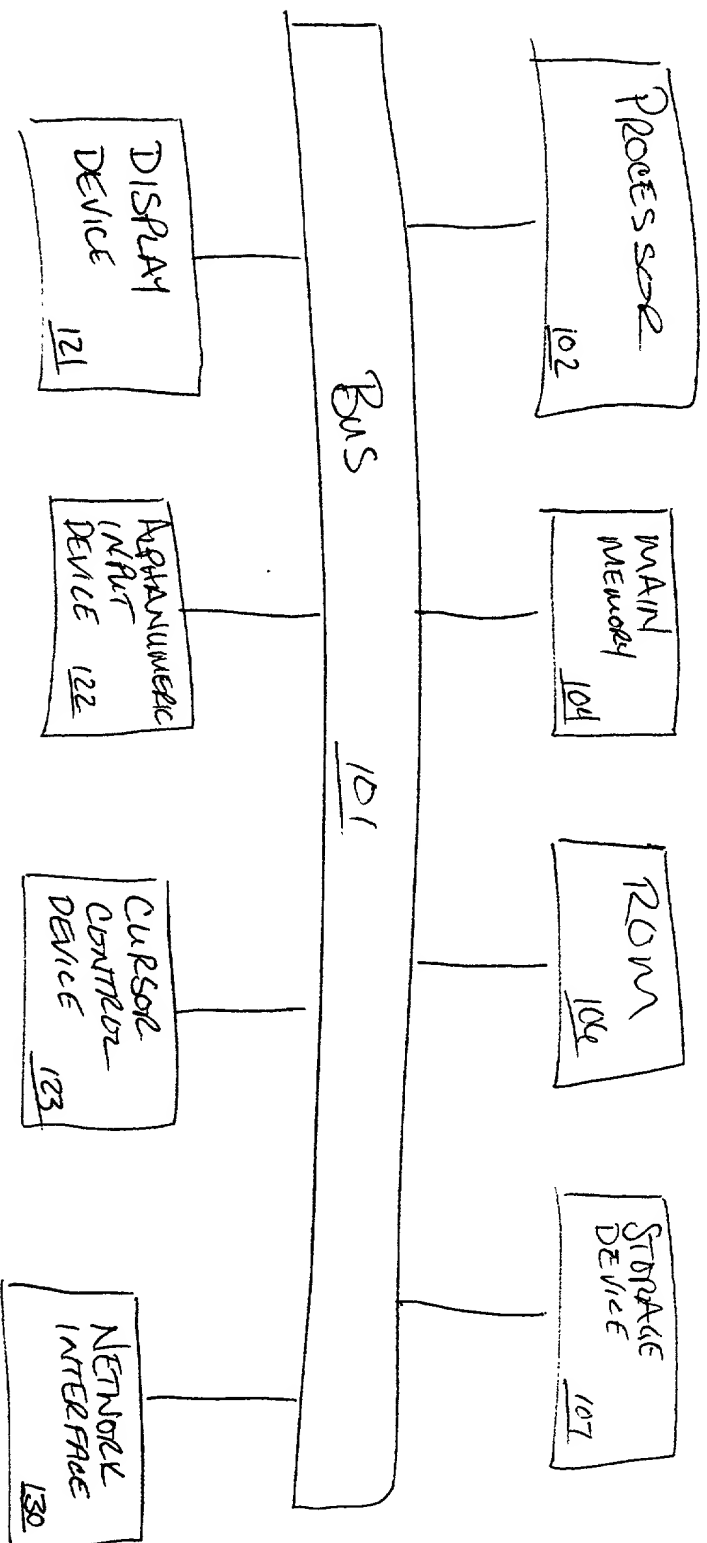 PROCESSOR
102
MAIN
MEMORY
104
ROM
106
STORAGE
DEVICE
107
BUS
101
DISPLAY
DEVICE
121
ALPHANUMERIC
INPUT
DEVICE 122
CURSOR
CONTROL
DEVICE
123
NETWORK
INTERFACE
130